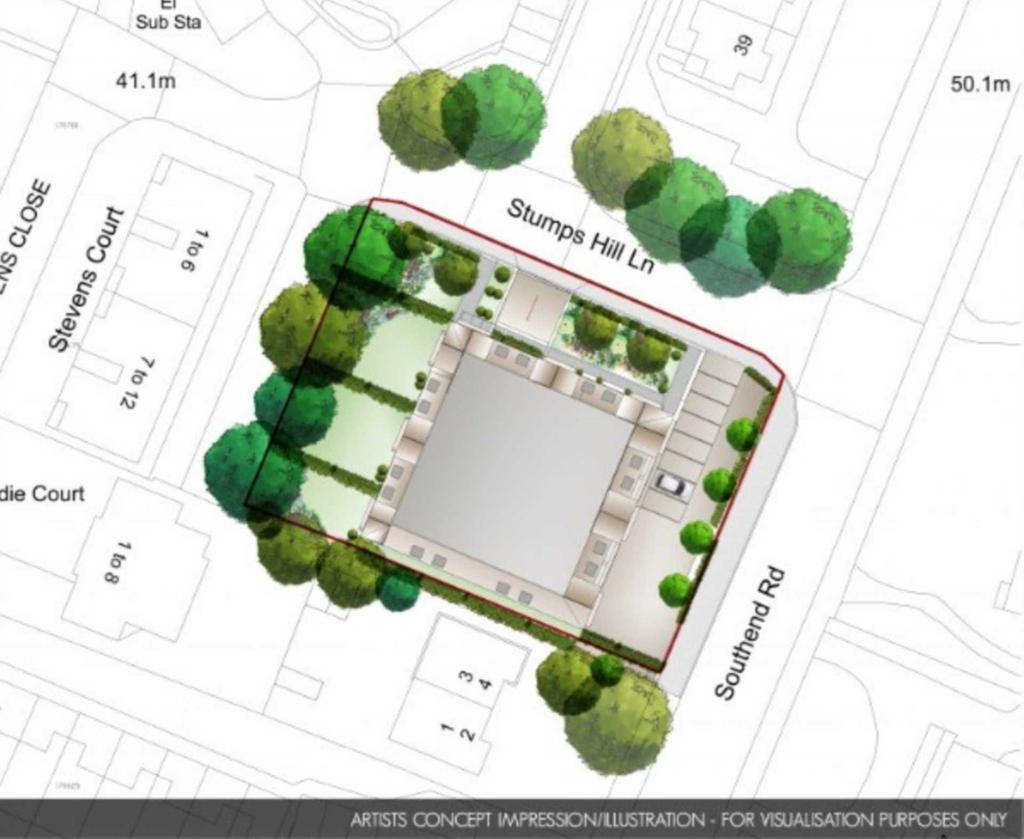 El
Sub Sta
41.1m
39
50.1m
ENS CLOSE
Stevens Court
1 to 6
7 to 12
Stumps Hill Ln
die Court
1 to 8
Southend Rd
3
4
1
2
ARTISTS CONCEPT IMPRESSION/ILLUSTRATION - FOR VISUALISATION PURPOSES ONLY